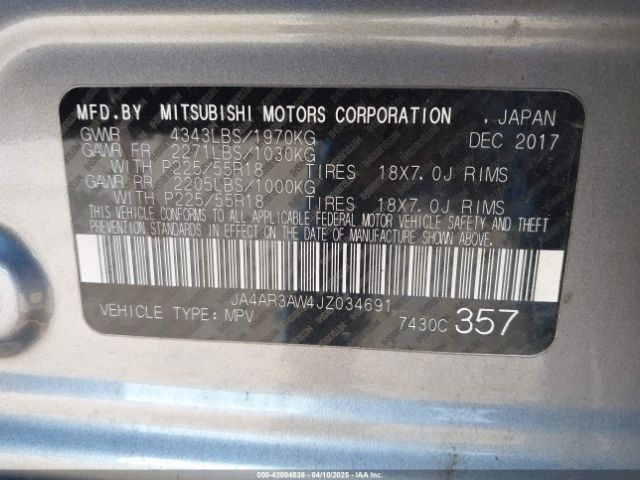 MFD.BY MITSUBISHI MOTORS CORPORATION , JAPAN
GVWR 4343LBS/1970KG DEC 2017
GAWR FR 2271LBS/1030KG
WITH P225/55R18 TIRES 18X7.0J RIMS
GAWR RR 2205LBS/1000KG
WITH P225/55R18 TIRES 18X7.0J RIMS
THIS VEHICLE CONFORMS TO ALL APPLICABLE FEDERAL MOTOR VEHICLE SAFETY AND THEFT
PREVENTION STANDARDS IN EFFECT ON THE DATE OF MANUFACTURE SHOWN ABOVE.
JA4AR3AW4JZ034691
VEHICLE TYPE: MPV 7430C 357
000-42004538 - 04/10/2025 - IAA Inc.